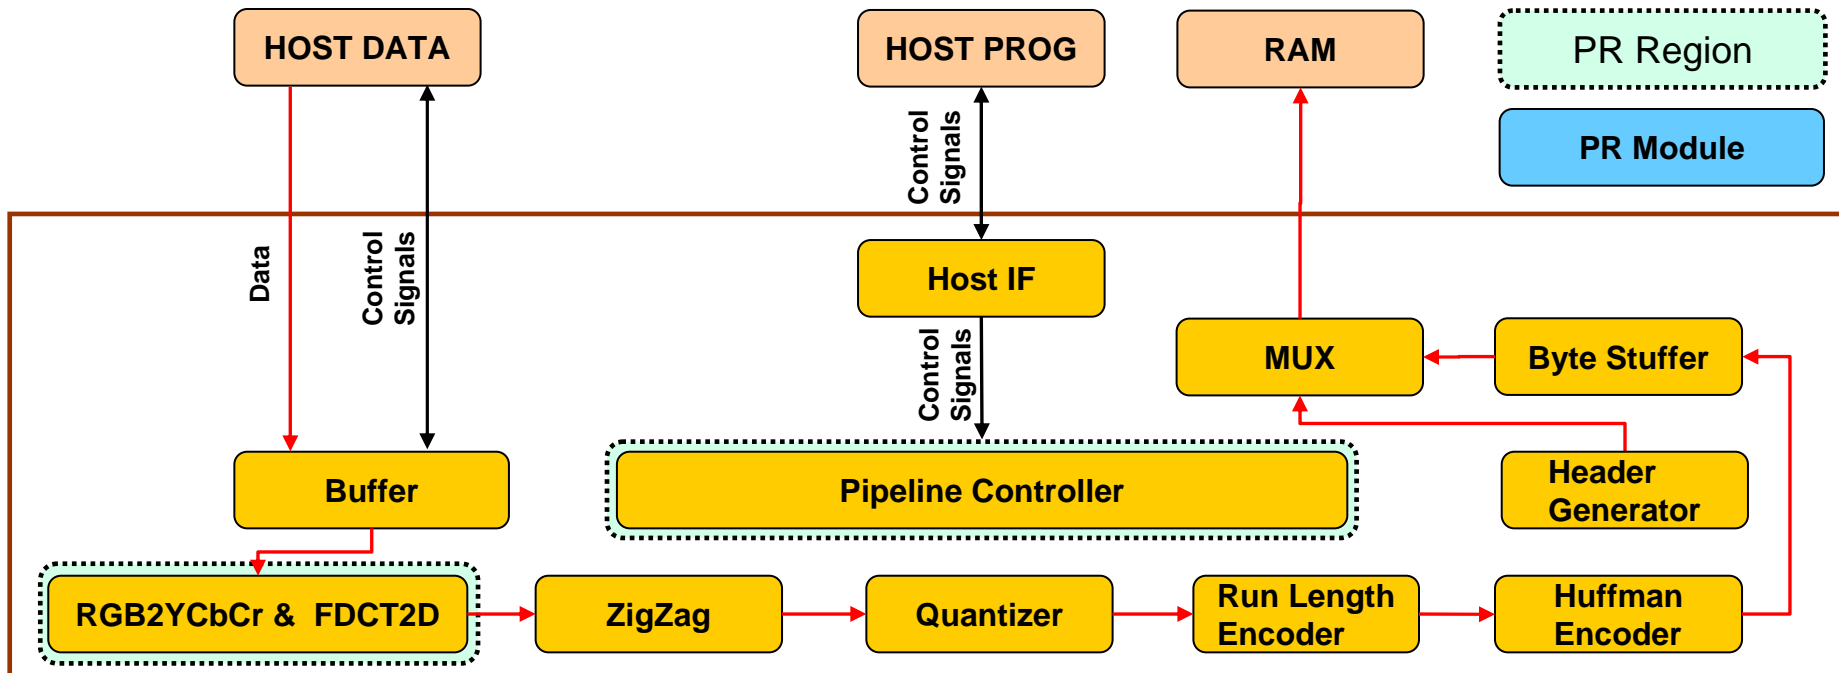 HOST DATA
HOST PROG
RAM
PR Region
PR Module
Control
Signals
Data
Control
Signals
Host IF
Control
Signals
MUX
Byte Stuffer
Buffer
Pipeline Controller
Header
Generator
RGB2YCbCr & FDCT2D
ZigZag
Quantizer
Run Length
Encoder
Huffman
Encoder